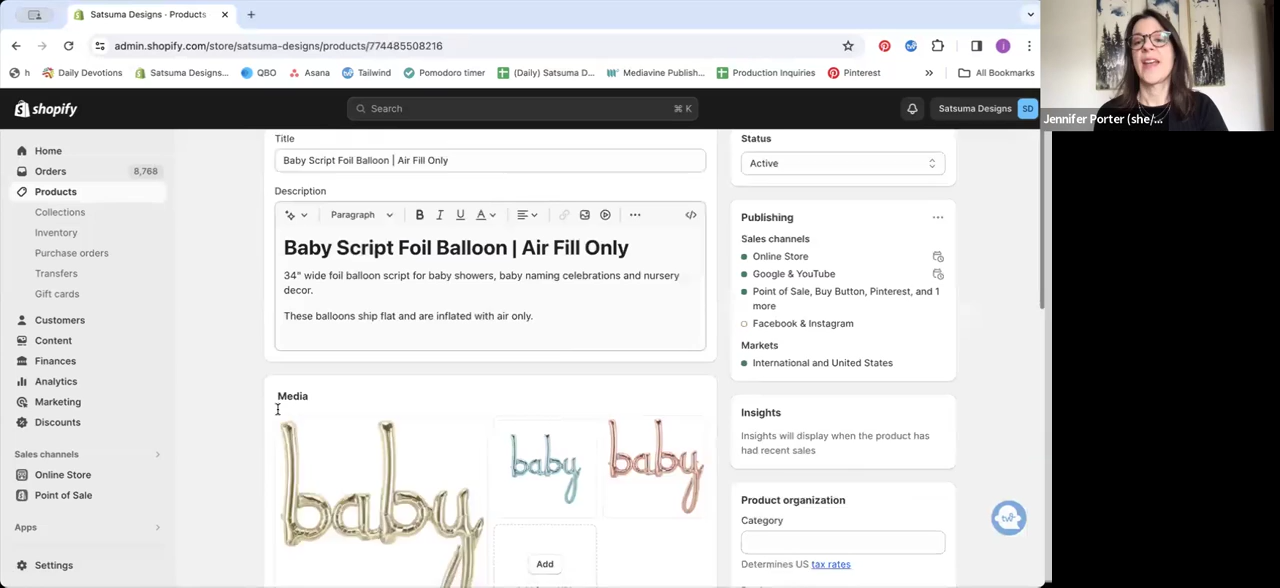 Satsuma Designs · Products ·
admin.shopify.com/store/satsuma-designs/products/774485508216
h
Daily Devotions
Satsuma Designs...
QBO
Asana
Tailwind
Pomodoro timer
(Daily) Satsuma D...
Mediavine Publish...
Production Inquiries
Pinterest
»
All Bookmarks
shopify
Search
⌘ K
Satsuma Designs
SD
Jennifer Porter (she/...
Home
Orders
8,768
Products
Collections
Inventory
Purchase orders
Transfers
Gift cards
Customers
Content
Finances
Analytics
Marketing
Discounts
Sales channels
Online Store
Point of Sale
Apps
Settings
Title
Baby Script Foil Balloon | Air Fill Only
Description
Paragraph
B
I
U
A
Baby Script Foil Balloon | Air Fill Only
34" wide foil balloon script for baby showers, baby naming celebrations and nursery
decor.
These balloons ship flat and are inflated with air only.
Media
baby
baby
baby
Add
Status
Active
Publishing
Sales channels
Online Store
Google & YouTube
Point of Sale, Buy Button, Pinterest, and 1
more
Facebook & Instagram
Markets
International and United States
Insights
Insights will display when the product has
had recent sales
Product organization
Category
Determines US tax rates